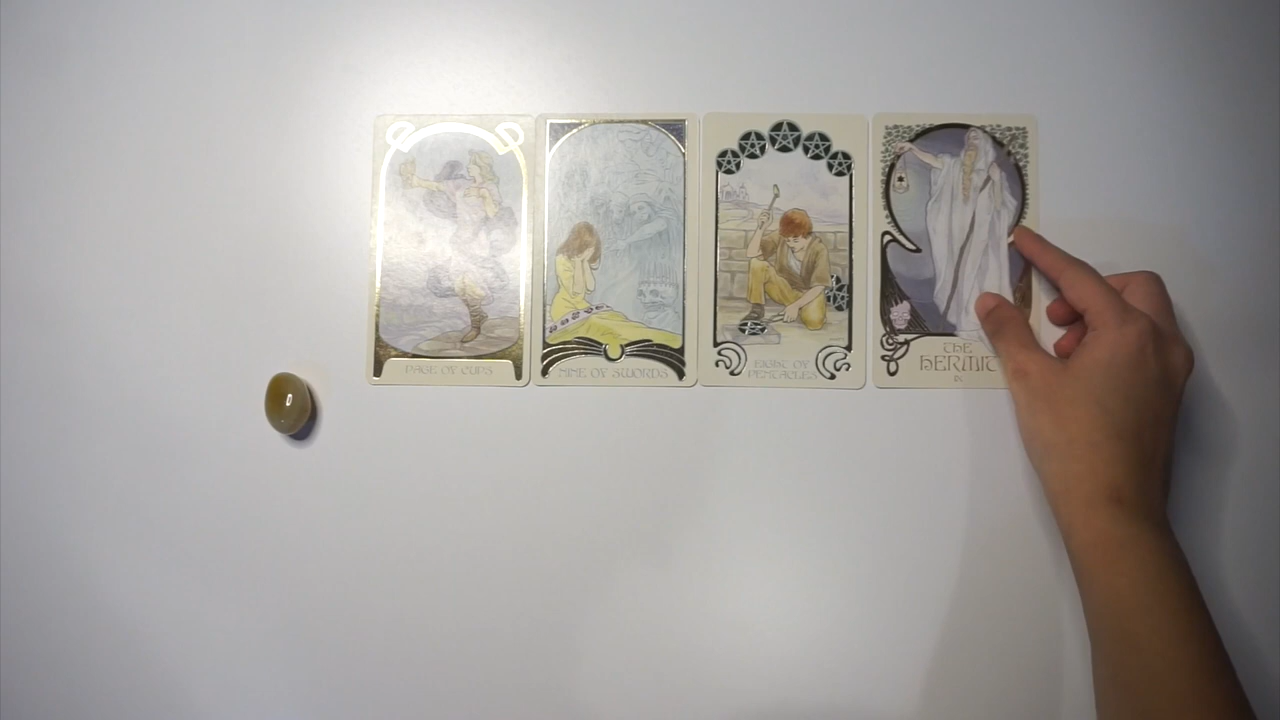 PAGE OF CUPS
NINE OF SWORDS
EIGHT OF
PENTACLES
THE
HERMIT
IX